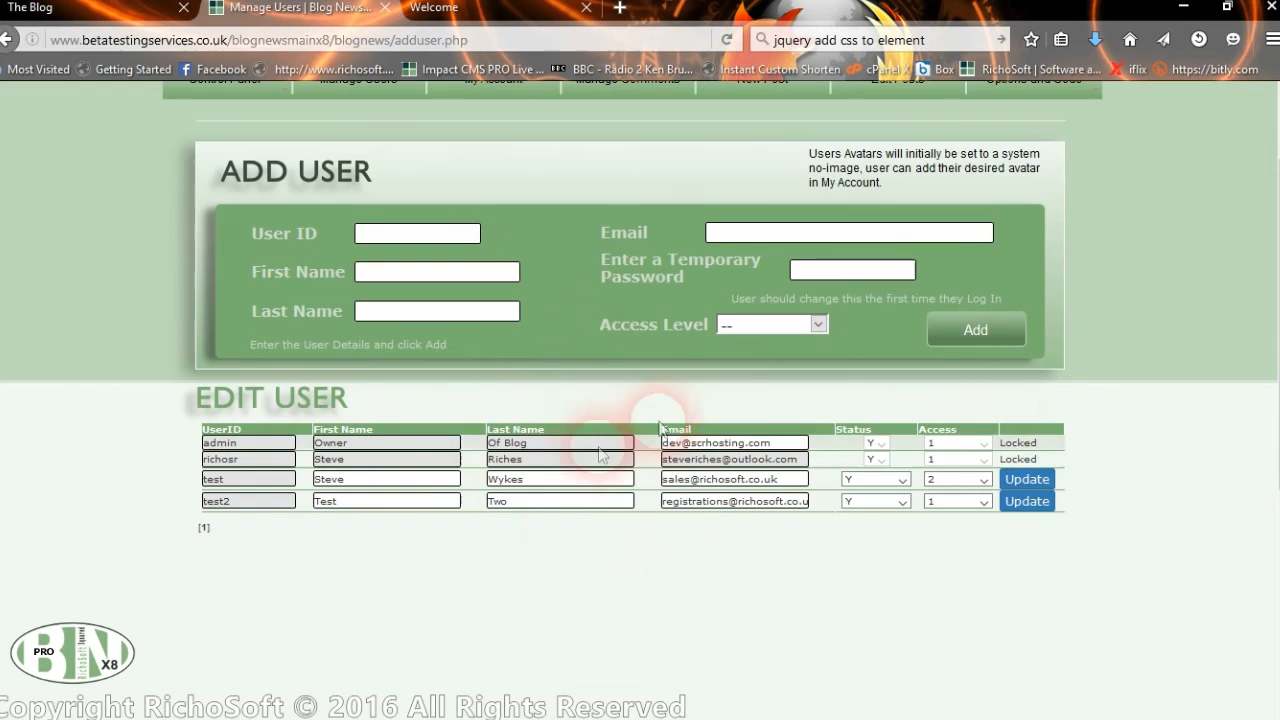 The Blog
Manage Users | Blog News...
Welcome
www.betatestingservices.co.uk/blognewsmainx8/blognews/adduser.php
jquery add css to element
Most Visited
Getting Started
Facebook
http://www.richosoft....
Impact CMS PRO Live ...
BBC - Radio 2 Ken Bru...
Instant Custom Shorten
cPanel X
Box
RichoSoft | Software a...
iflix
https://bitly.com
ADD USER
Users Avatars will initially be set to a system
no-image, user can add their desired avatar
in My Account.
User ID
Email
First Name
Enter a Temporary
Password
User should change this the first time they Log In
Last Name
Access Level
--
Add
Enter the User Details and click Add
EDIT USER
UserID First Name Last Name Email Status Access
admin Owner Of Blog dev@scrhosting.com Y 1 Locked
richosr Steve Riches steveriches@outlook.com Y 1 Locked
test Steve Wykes sales@richosoft.co.uk Y 2 Update
test2 Test Two registrations@richosoft.co.u Y 1 Update
[1]
BN
PRO
RichoSoft
X8
Copyright RichoSoft © 2016 All Rights Reserved